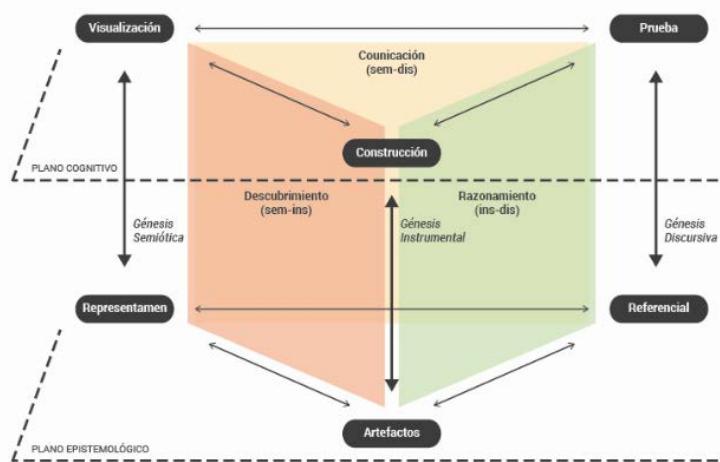 Visualización
Prueba
Counicación
(sem-dis)
Construcción
PLANO COGNITIVO
Descubrimiento
(sem-ins)
Razonamiento
(ins-dis)
Génesis
Semiótica
Génesis
Instrumental
Génesis
Discursiva
Representamen
Referencial
Artefactos
PLANO EPISTEMOLÓGICO